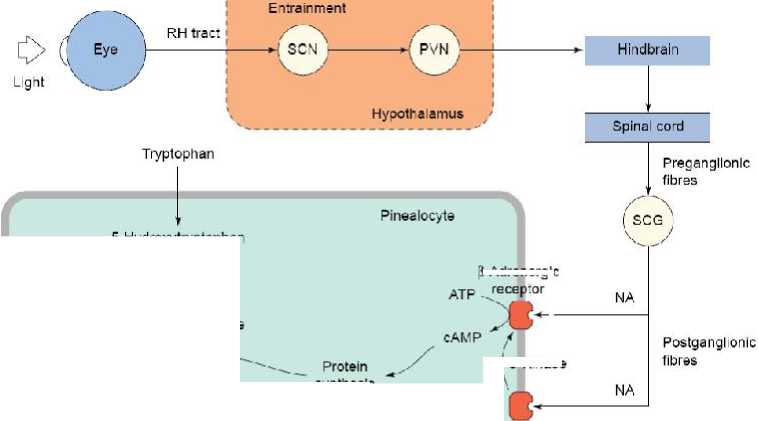 Entrainment
RH tract
Eye
SCN
PVN
Hindbrain
Light
Hypothalamus
Spinal cord
Tryptophan
Preganglionic
fibres
Pinealocyte
SCG
receptor
ATP
NA
cAMP
Postganglionic
fibres
Protein
NA